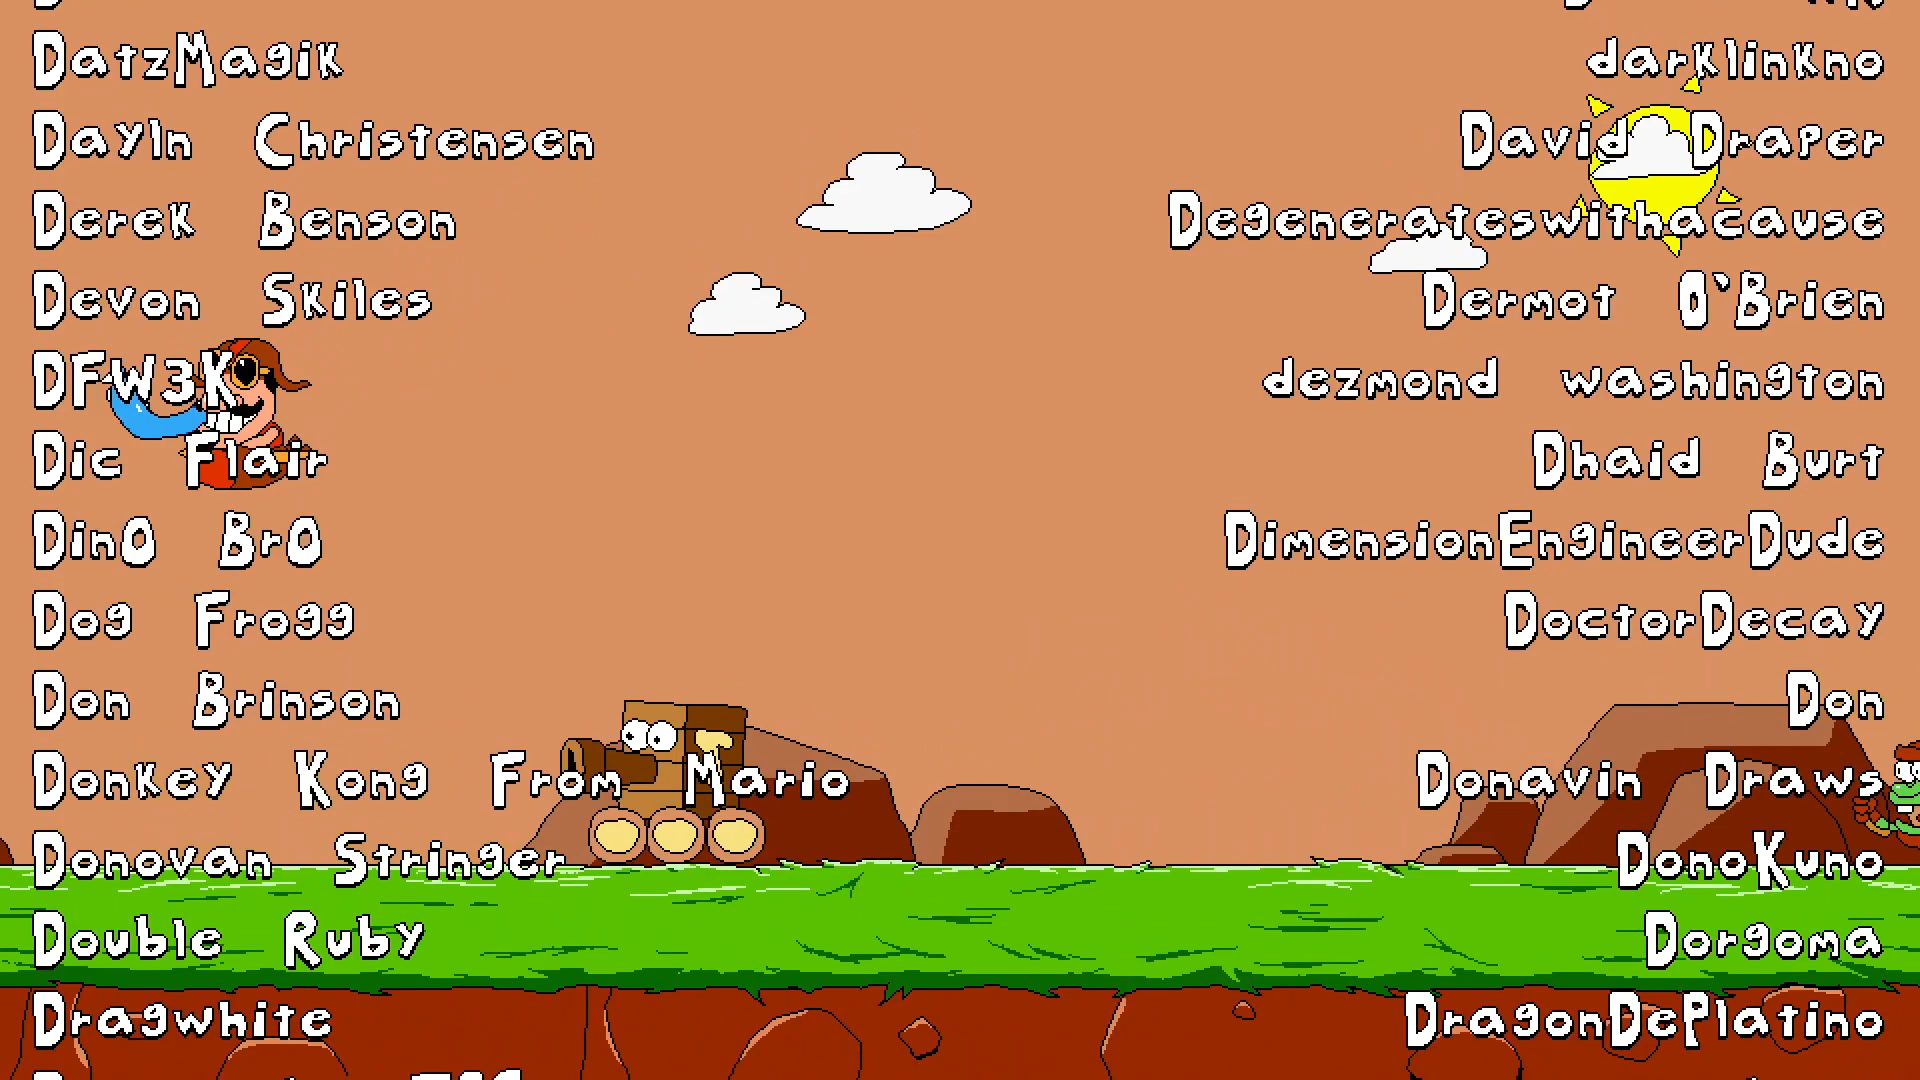 DatzMagik darklinkno
Dayln Christensen David Draper
Derek Benson Degenerateswithacause
Devon Skiles Dermot O'Brien
DFW3K dezmond washington
Dic Flair Dhaid Burt
DinO BrO DimensionEngineerDude
Dog Frogg DoctorDecay
Don Brinson Don
Donkey Kong From Mario Donavin Draws
Donovan Stringer DonoKuno
Double Ruby Dorgoma
Dragwhite DragonDePlatino